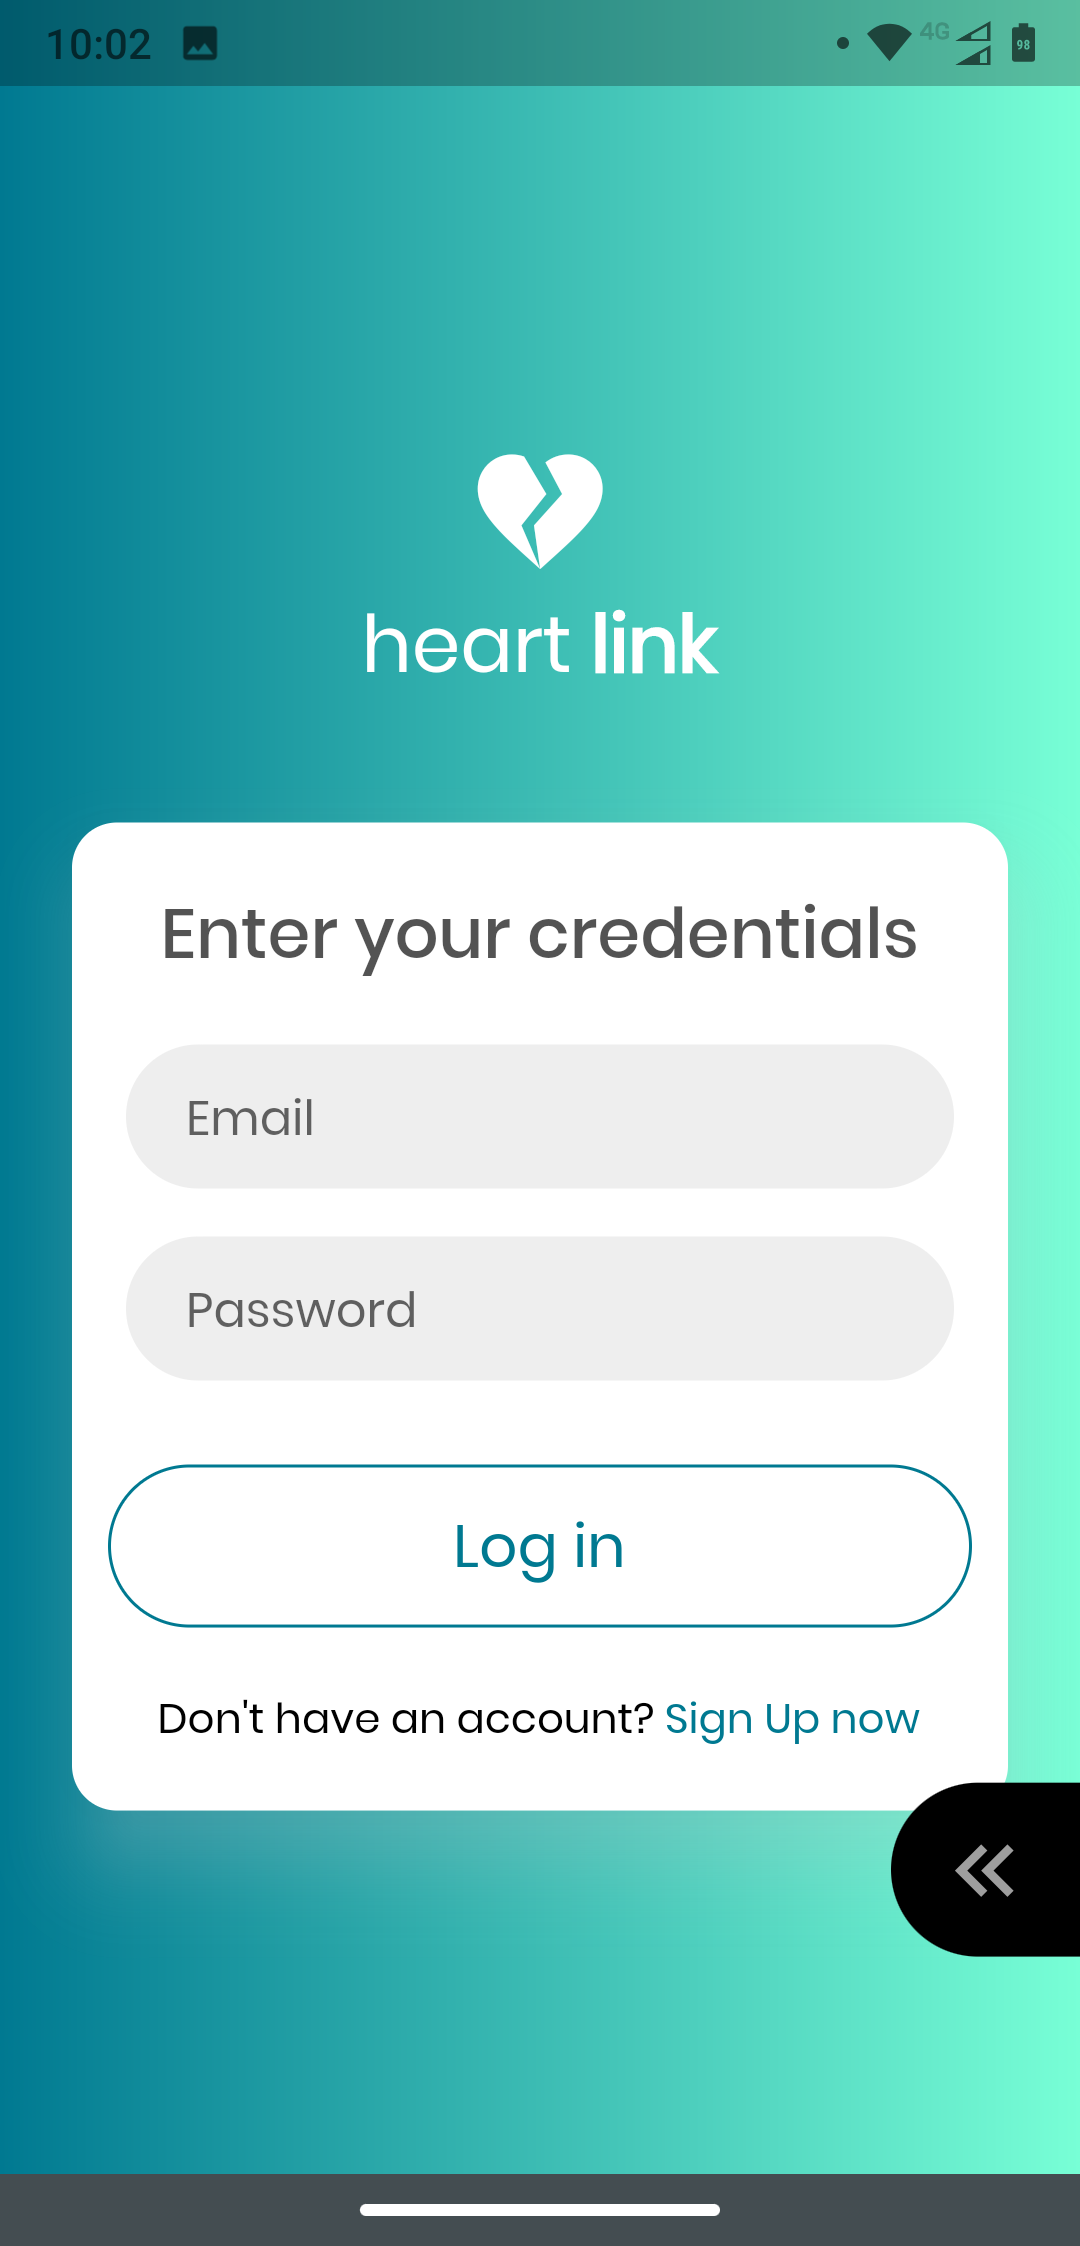 10:02
4G
98
heart link
Enter your credentials
Email
Password
Log in
Don't have an account? Sign Up now